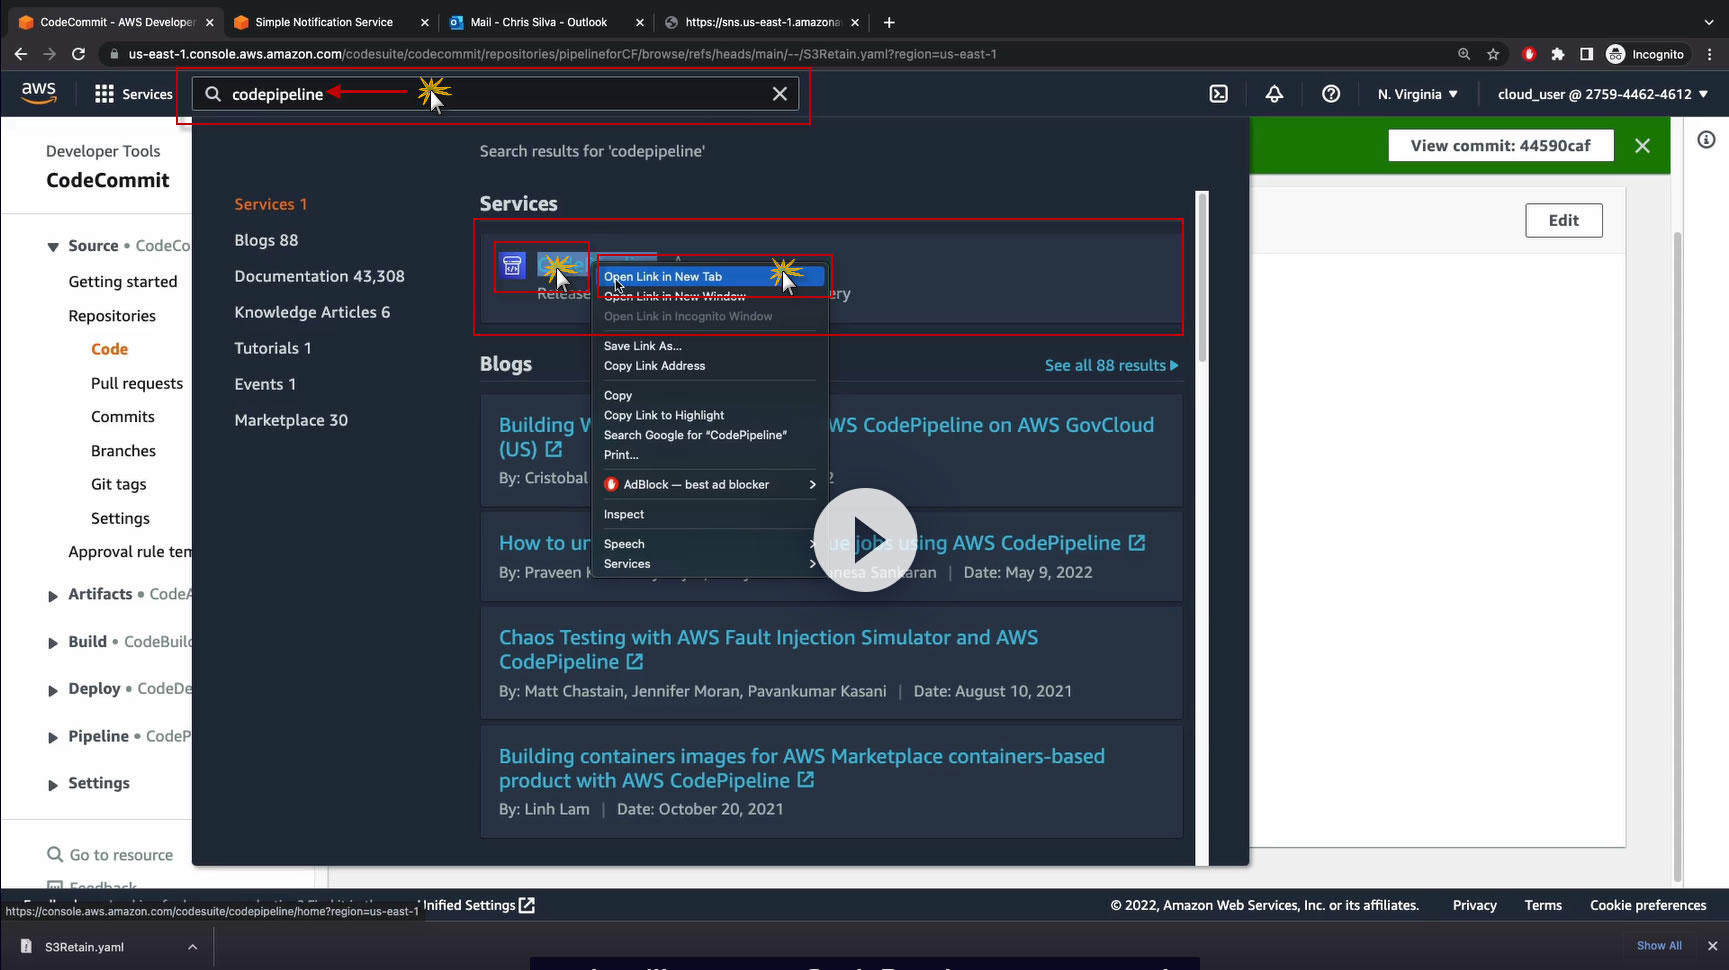 CodeCommit - AWS Developer
Simple Notification Service
Mail - Chris Silva - Outlook
https://sns.us-east-1.amazonav
us-east-1.console.aws.amazon.com/codesuite/codecommit/repositories/pipelineforCF/browse/refs/heads/main/--/S3Retain.yaml?region=us-east-1
Incognito
aws
Services
codepipeline
N. Virginia
cloud_user @ 2759-4462-4612
Developer Tools
CodeCommit
Source • CodeCo
Getting started
Repositories
Code
Pull requests
Commits
Branches
Git tags
Settings
Approval rule tem
Artifacts • CodeA
Build • CodeBuil
Deploy • CodeDe
Pipeline • CodeP
Settings
Go to resource
Feedback
Search results for 'codepipeline'
Services 1
Blogs 88
Documentation 43,308
Knowledge Articles 6
Tutorials 1
Events 1
Marketplace 30
Services
Release
ery
Open Link in New Tab
Open Link in New Window
Open Link in Incognito Window
Save Link As...
Copy Link Address
Copy
Copy Link to Highlight
Search Google for “CodePipeline”
Print...
AdBlock — best ad blocker
Inspect
Speech
Services
Blogs
See all 88 results
Building W
WS CodePipeline on AWS GovCloud
(US)
By: Cristobal
2
How to un
ue jobs using AWS CodePipeline
By: Praveen K
nesa Sankaran | Date: May 9, 2022
Chaos Testing with AWS Fault Injection Simulator and AWS
CodePipeline
By: Matt Chastain, Jennifer Moran, Pavankumar Kasani | Date: August 10, 2021
Building containers images for AWS Marketplace containers-based
product with AWS CodePipeline
By: Linh Lam | Date: October 20, 2021
View commit: 44590caf
Edit
nified Settings
https://console.aws.amazon.com/codesuite/codepipeline/home?region=us-east-1
© 2022, Amazon Web Services, Inc. or its affiliates.
Privacy
Terms
Cookie preferences
S3Retain.yaml
Show All